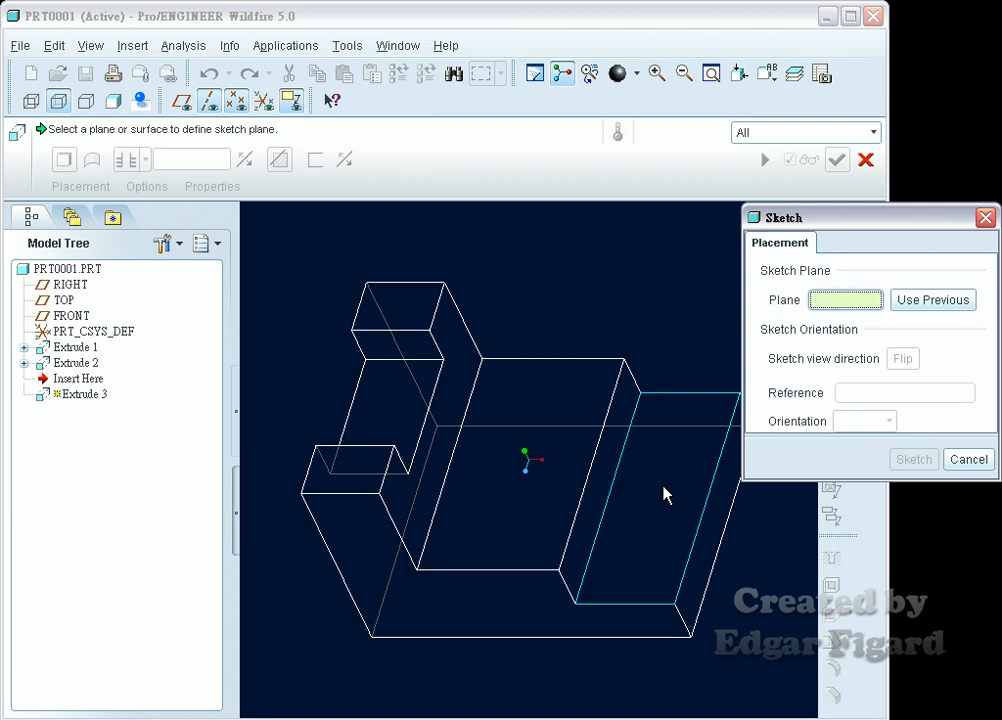 PRT0001 (Active) - Pro/ENGINEER Wildfire 5.0
File Edit View Insert Analysis Info Applications Tools Window Help
Select a plane or surface to define sketch plane.
All
Placement Options Properties
Sketch
Placement
Sketch Plane
Plane Use Previous
Sketch Orientation
Sketch view direction Flip
Reference
Orientation
Sketch Cancel
Model Tree
PRT0001.PRT
RIGHT
TOP
FRONT
PRT_CSYS_DEF
Extrude 1
Extrude 2
Insert Here
Extrude 3
Created by
Edgar Figard